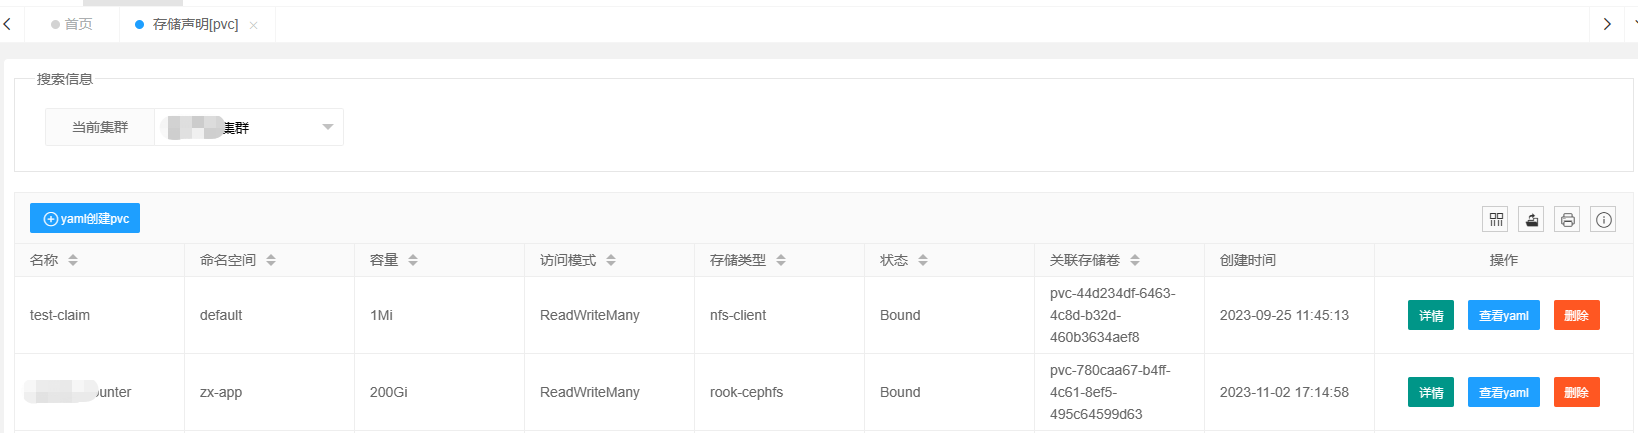 首页
存储声明[pvc]
搜索信息
当前集群
集群
yaml创建pvc
名称 命名空间 容量 访问模式 存储类型 状态 关联存储卷 创建时间 操作
test-claim default 1Mi ReadWriteMany nfs-client Bound pvc-44d234df-6463-
4c8d-b32d-
460b3634aef8 2023-09-25 11:45:13 详情 查看yaml 删除
unter zx-app 200Gi ReadWriteMany rook-cephfs Bound pvc-780caa67-b4ff-
4c61-8ef5-
495c64599d63 2023-11-02 17:14:58 详情 查看yaml 删除